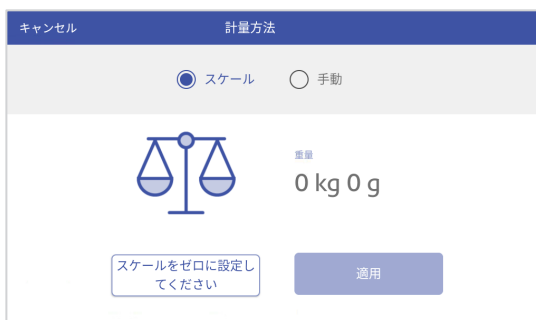 キャンセル
計量方法
スケール
手動
重量
0 kg 0 g
スケールをゼロに設定し
てください
適用